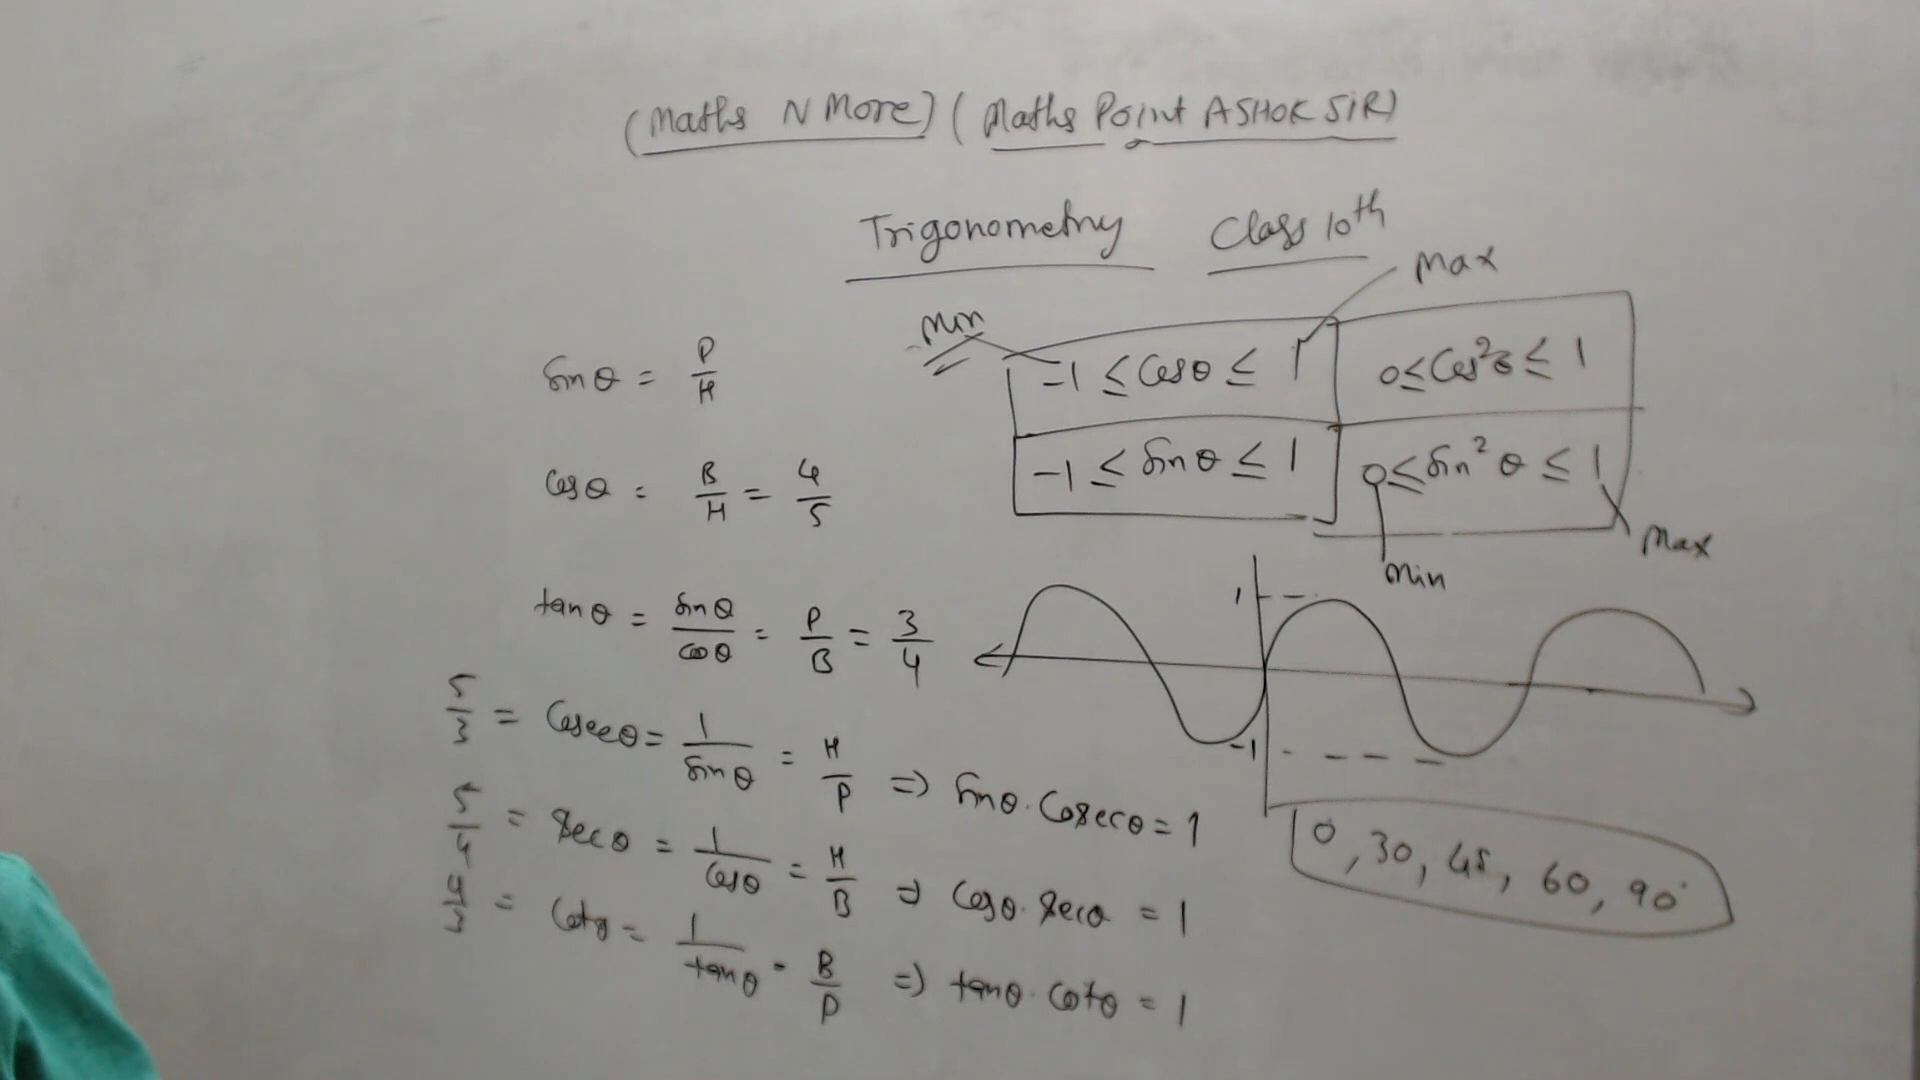 (Maths N More) (Maths Point ASHOK SIR)
Trigonometry Class 10th
Max
Min
-1 ≤ Cosθ ≤ 1
0 ≤ Cos²θ ≤ 1
-1 ≤ Sinθ ≤ 1
0 ≤ Sin²θ ≤ 1
Max
Min
Sinθ = P/H
Cosθ = B/H = 4/5
tanθ = Sinθ/Cosθ = P/B = 3/4
5/3 = Cosecθ = 1/Sinθ = H/P => Sinθ. Cosecθ = 1
5/4 = Secθ = 1/Cosθ = H/B => Cosθ. Secθ = 1
4/3 = Cotθ = 1/tanθ = B/P => tanθ. Cotθ = 1
1
-1
0, 30, 45, 60, 90°